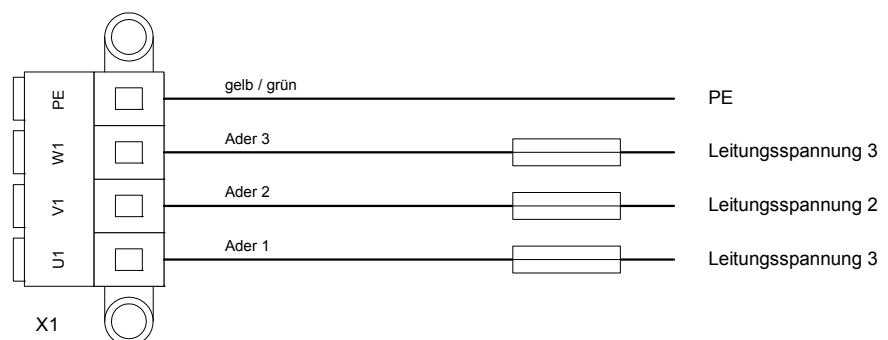 PE gelb / grün PE
W1 Ader 3 Leitungsspannung 3
V1 Ader 2 Leitungsspannung 2
U1 Ader 1 Leitungsspannung 3
X1